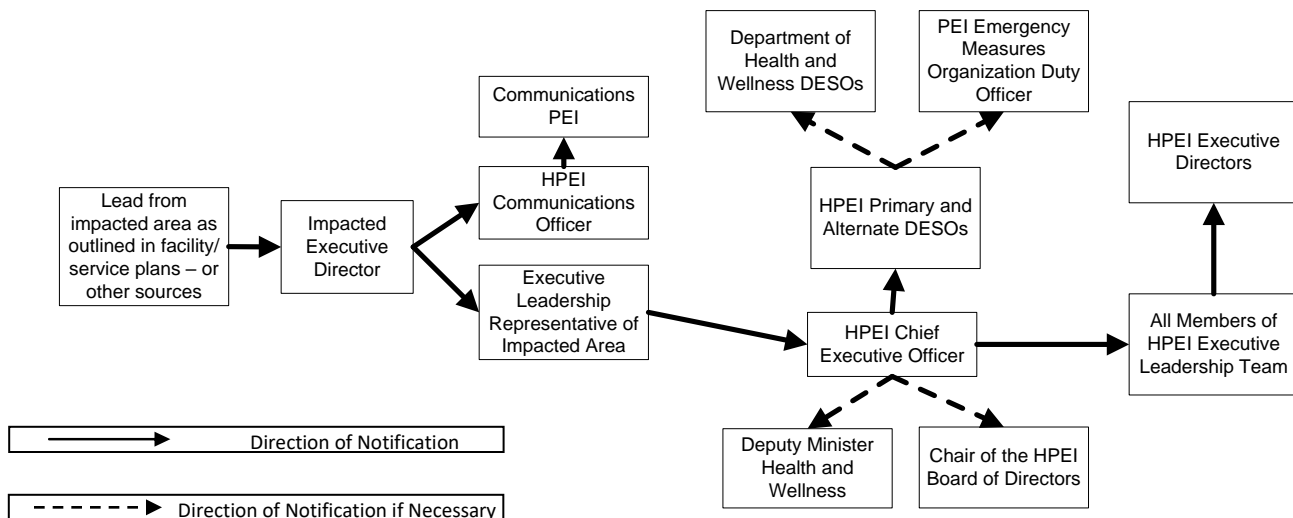 Lead from
impacted area as
outlined in facility/
service plans – or
other sources
Impacted
Executive
Director
Communications
PEI
HPEI
Communications
Officer
Executive
Leadership
Representative of
Impacted Area
Department of
Health and
Wellness DESOs
PEI Emergency
Measures
Organization Duty
Officer
HPEI Primary and
Alternate DESOs
HPEI Chief
Executive Officer
Deputy Minister
Health and
Wellness
Chair of the HPEI
Board of Directors
HPEI Executive
Directors
All Members of
HPEI Executive
Leadership Team
Direction of Notification
Direction of Notification if Necessary